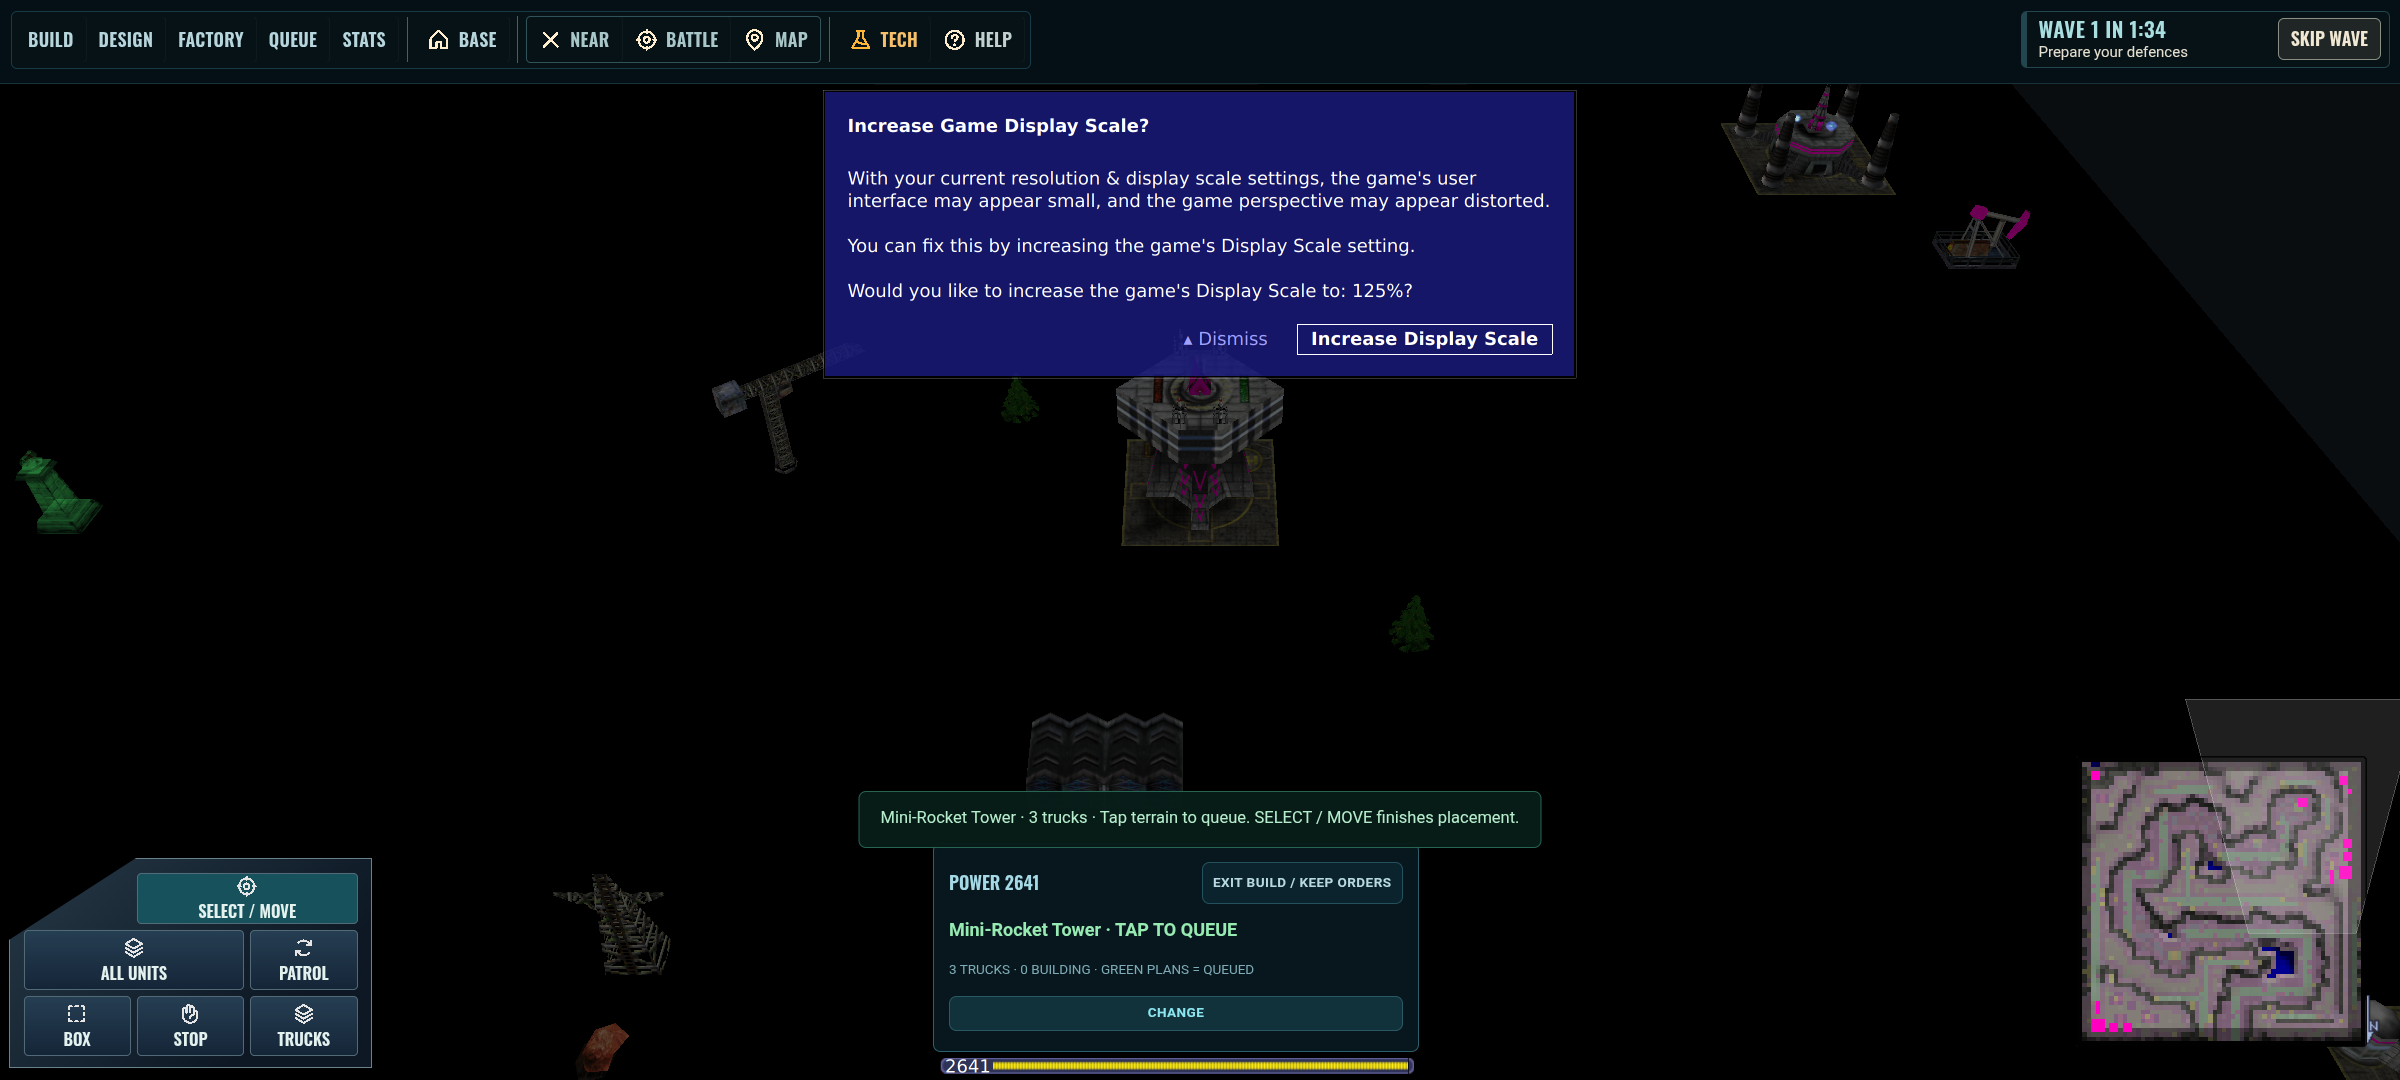 BUILD DESIGN FACTORY QUEUE STATS BASE NEAR BATTLE MAP TECH HELP
WAVE 1 IN 1:34
Prepare your defences
SKIP WAVE
Increase Game Display Scale?
With your current resolution & display scale settings, the game's user
interface may appear small, and the game perspective may appear distorted.
You can fix this by increasing the game's Display Scale setting.
Would you like to increase the game's Display Scale to: 125%?
▲ Dismiss Increase Display Scale
Mini-Rocket Tower · 3 trucks · Tap terrain to queue. SELECT / MOVE finishes placement.
POWER 2641 EXIT BUILD / KEEP ORDERS
Mini-Rocket Tower · TAP TO QUEUE
3 TRUCKS · 0 BUILDING · GREEN PLANS = QUEUED
CHANGE
2641
SELECT / MOVE
ALL UNITS PATROL
BOX STOP TRUCKS
N